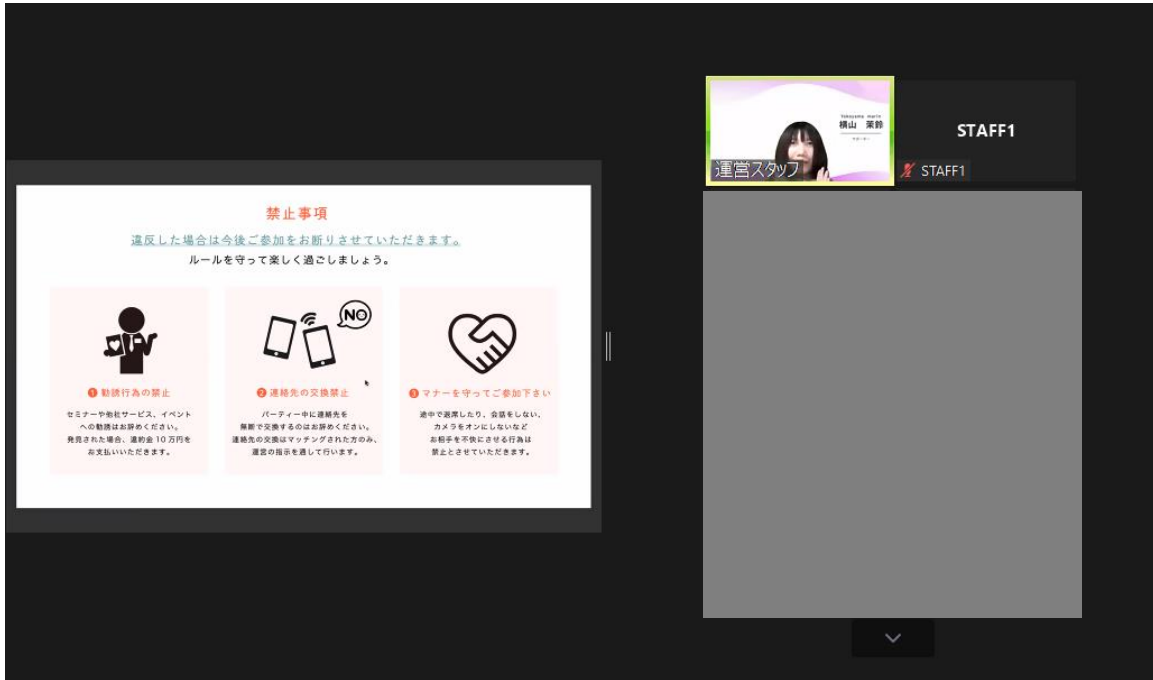 禁止事項
違反した場合は今後ご参加をお断りさせていただきます。
ルールを守って楽しく過ごしましょう。
NO
❶ 勧誘行為の禁止
セミナーや他社サービス、イベント
への勧誘はお辞めください。
発見された場合、違約金10万円を
お支払いいただきます。
❷ 連絡先の交換禁止
パーティー中に連絡先を
無断で交換するのはお辞めください。
連絡先の交換はマッチングされた方のみ、
運営の指示を通して行います。
❸ マナーを守ってご参加下さい
途中で退席したり、会話をしない、
カメラをオンにしないなど
お相手を不快にさせる行為は
禁止とさせていただきます。
横山 茉鈴
運営スタッフ
STAFF1
STAFF1